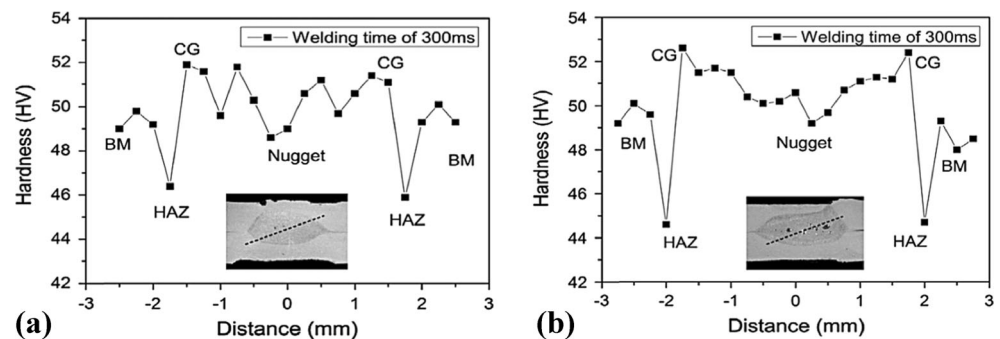 54
52
50
48
46
44
42
Hardness (HV)
Welding time of 300ms
CG
CG
BM
HAZ
Nugget
HAZ
BM
-3 -2 -1 0 1 2 3
Distance (mm)
(a)
54
52
50
48
46
44
42
Hardness (HV)
Welding time of 300ms
CG
CG
BM
HAZ
Nugget
HAZ
BM
-3 -2 -1 0 1 2 3
Distance (mm)
(b)